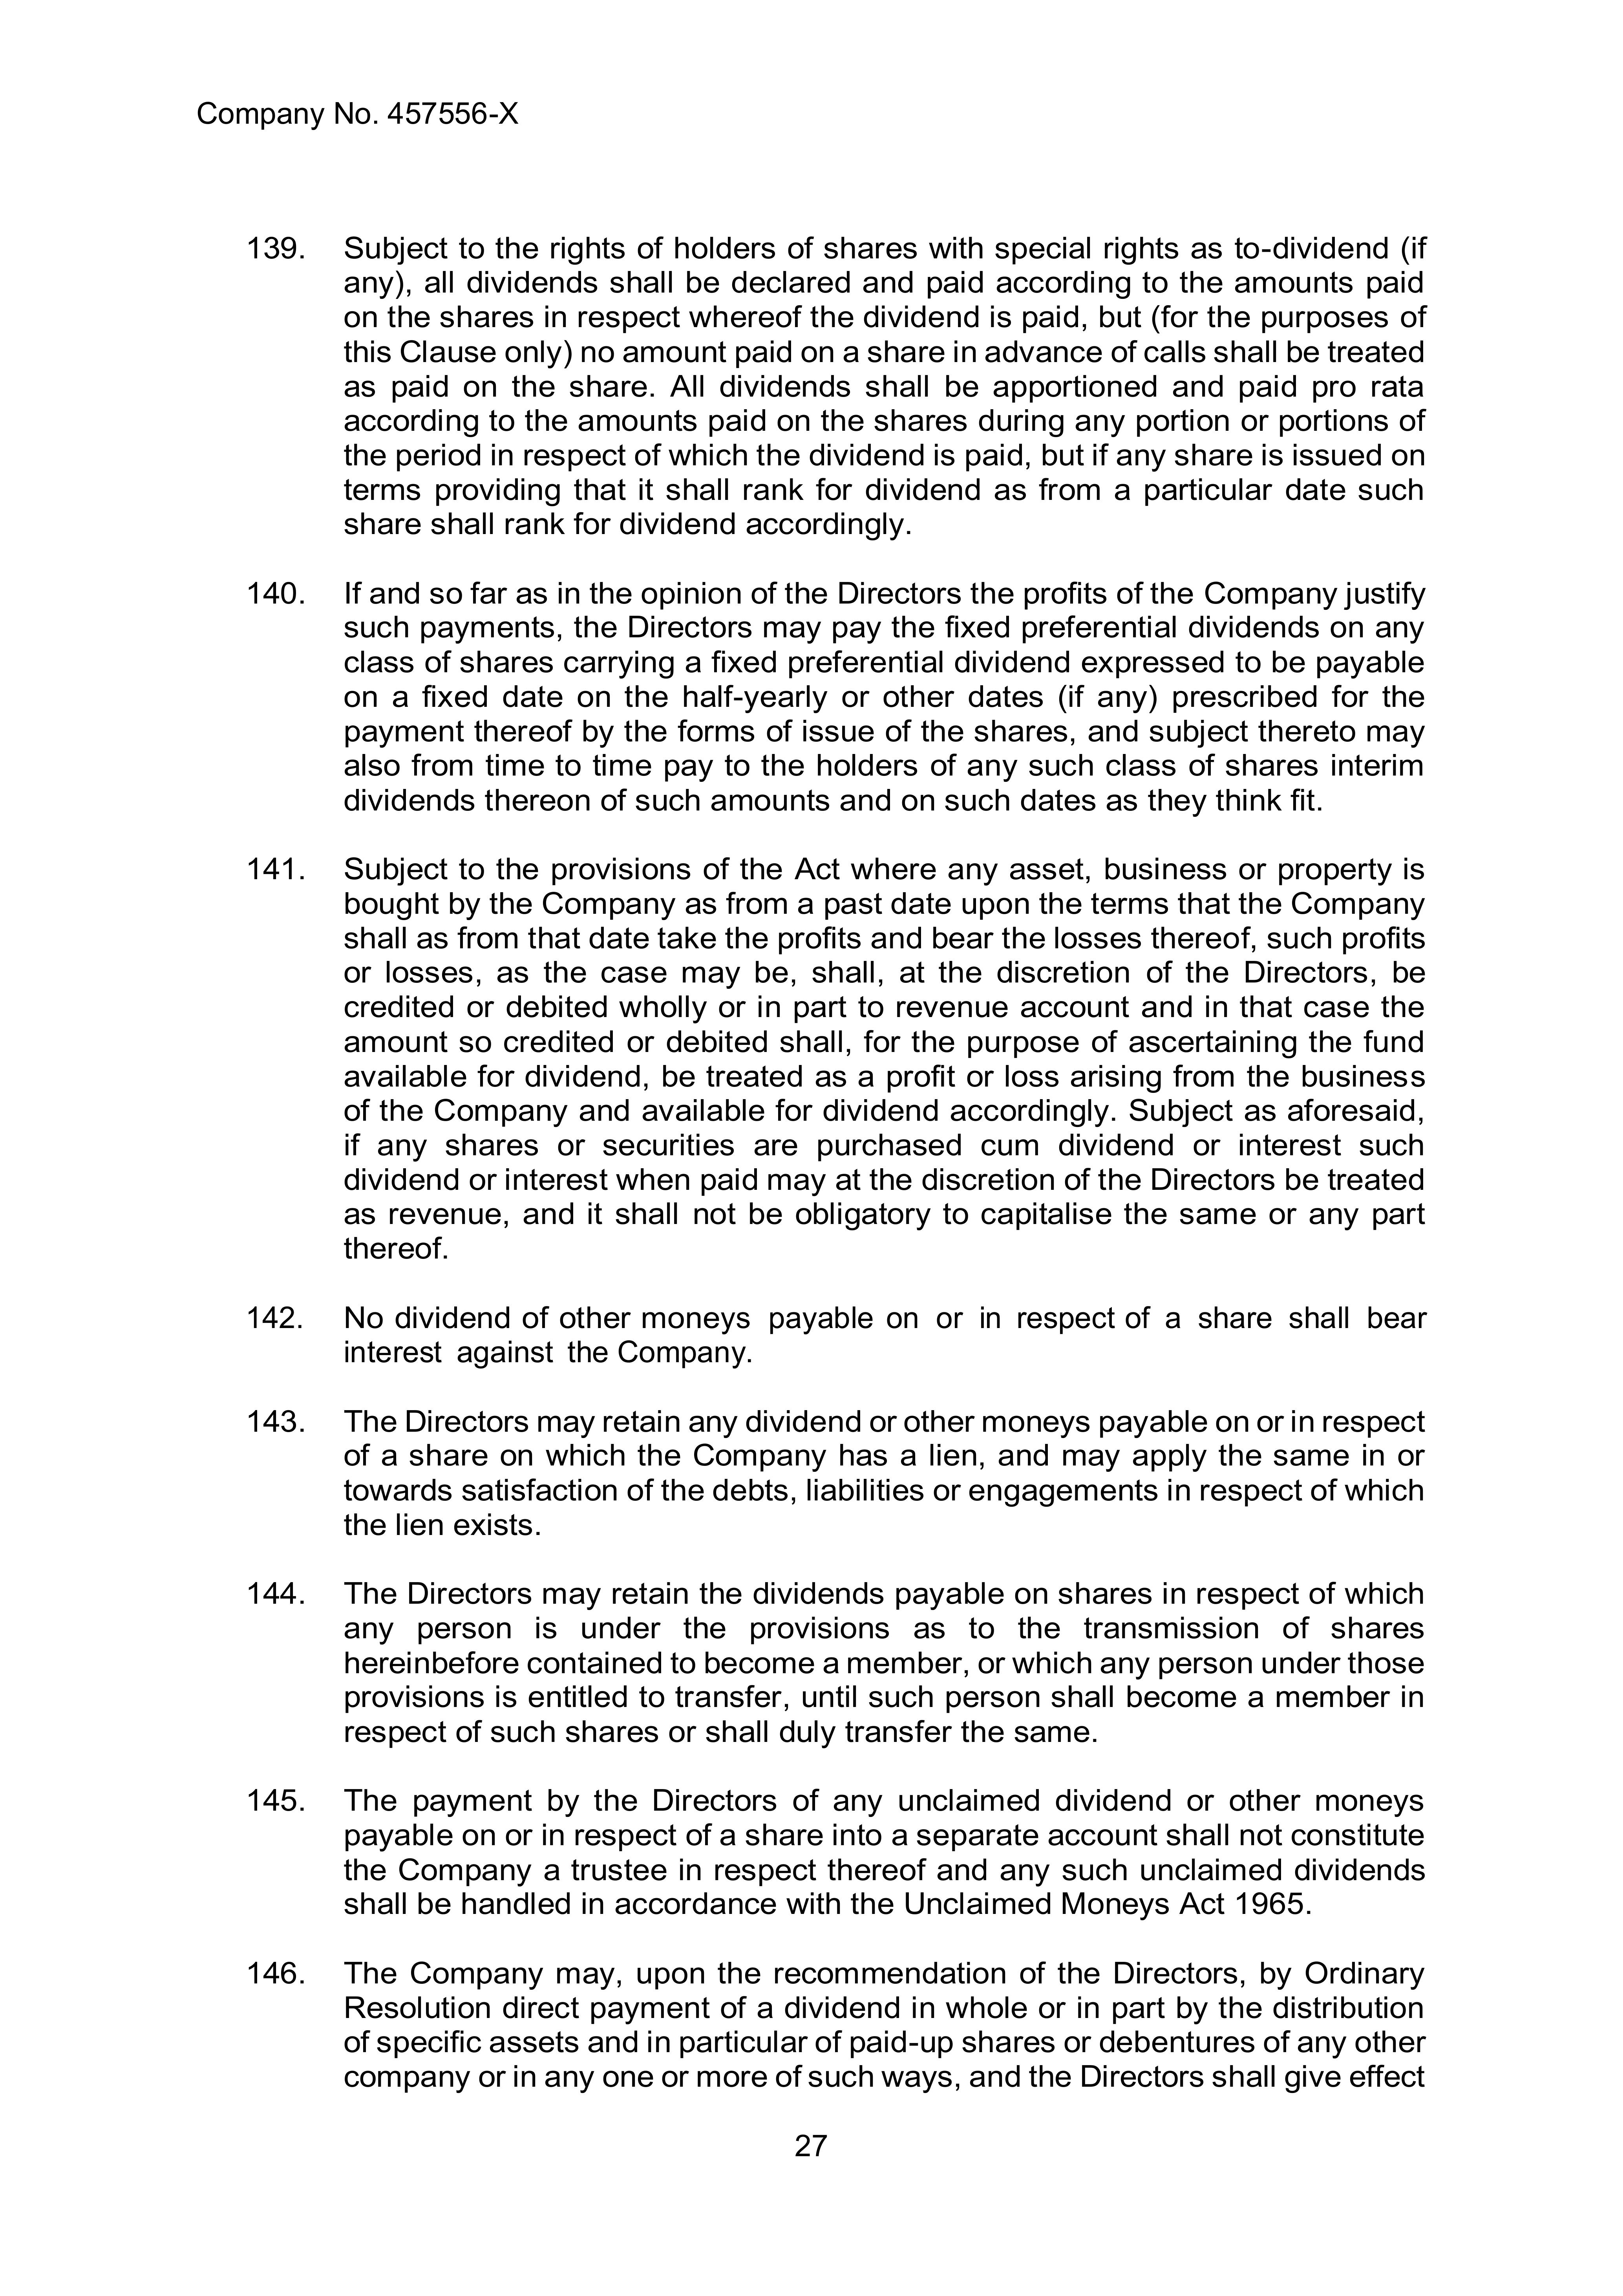 Company No. 457556-X
139. Subject to the rights of holders of shares with special rights as to-dividend (if
any), all dividends shall be declared and paid according to the amounts paid
on the shares in respect whereof the dividend is paid, but (for the purposes of
this Clause only) no amount paid on a share in advance of calls shall be treated
as paid on the share. All dividends shall be apportioned and paid pro rata
according to the amounts paid on the shares during any portion or portions of
the period in respect of which the dividend is paid, but if any share is issued on
terms providing that it shall rank for dividend as from a particular date such
share shall rank for dividend accordingly.
140. If and so far as in the opinion of the Directors the profits of the Company justify
such payments, the Directors may pay the fixed preferential dividends on any
class of shares carrying a fixed preferential dividend expressed to be payable
on a fixed date on the half-yearly or other dates (if any) prescribed for the
payment thereof by the forms of issue of the shares, and subject thereto may
also from time to time pay to the holders of any such class of shares interim
dividends thereon of such amounts and on such dates as they think fit.
141. Subject to the provisions of the Act where any asset, business or property is
bought by the Company as from a past date upon the terms that the Company
shall as from that date take the profits and bear the losses thereof, such profits
or losses, as the case may be, shall, at the discretion of the Directors, be
credited or debited wholly or in part to revenue account and in that case the
amount so credited or debited shall, for the purpose of ascertaining the fund
available for dividend, be treated as a profit or loss arising from the business
of the Company and available for dividend accordingly. Subject as aforesaid,
if any shares or securities are purchased cum dividend or interest such
dividend or interest when paid may at the discretion of the Directors be treated
as revenue, and it shall not be obligatory to capitalise the same or any part
thereof.
142. No dividend of other moneys payable on or in respect of a share shall bear
interest against the Company.
143. The Directors may retain any dividend or other moneys payable on or in respect
of a share on which the Company has a lien, and may apply the same in or
towards satisfaction of the debts, liabilities or engagements in respect of which
the lien exists.
144. The Directors may retain the dividends payable on shares in respect of which
any person is under the provisions as to the transmission of shares
hereinbefore contained to become a member, or which any person under those
provisions is entitled to transfer, until such person shall become a member in
respect of such shares or shall duly transfer the same.
145. The payment by the Directors of any unclaimed dividend or other moneys
payable on or in respect of a share into a separate account shall not constitute
the Company a trustee in respect thereof and any such unclaimed dividends
shall be handled in accordance with the Unclaimed Moneys Act 1965.
146. The Company may, upon the recommendation of the Directors, by Ordinary
Resolution direct payment of a dividend in whole or in part by the distribution
of specific assets and in particular of paid-up shares or debentures of any other
company or in any one or more of such ways, and the Directors shall give effect
27